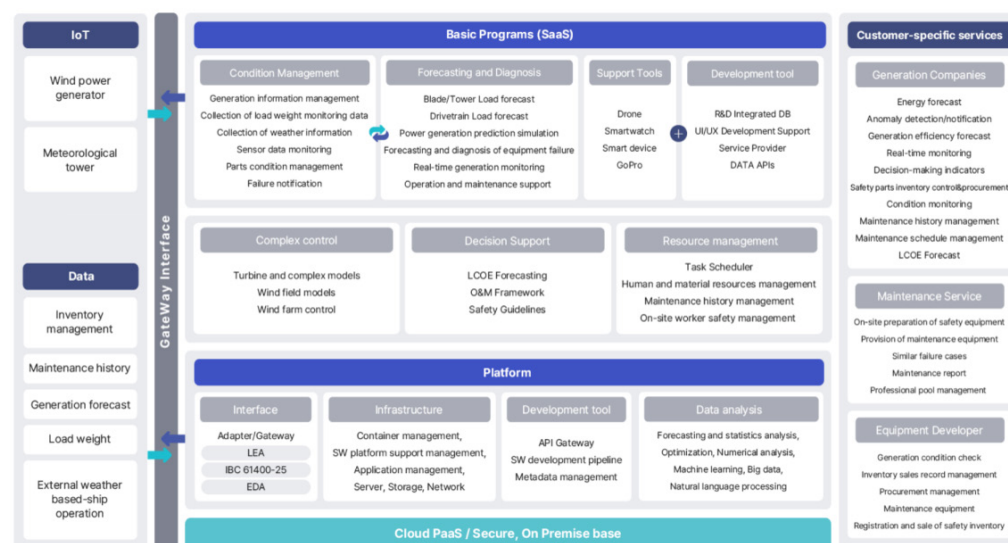 IoT
Wind power
generator
Meteorological
tower
Data
Inventory
management
Maintenance history
Generation forecast
Load weight
External weather
based-ship
operation
GateWay Interface
Basic Programs (SaaS)
Condition Management
Generation information management
Collection of load weight monitoring data
Collection of weather information
Sensor data monitoring
Parts condition management
Failure notification
Forecasting and Diagnosis
Blade/Tower Load forecast
Drivetrain Load forecast
Power generation prediction simulation
Forecasting and diagnosis of equipment failure
Real-time generation monitoring
Operation and maintenance support
Support Tools
Drone
Smartwatch
Smart device
GoPro
Development tool
R&D Integrated DB
UI/UX Development Support
Service Provider
DATA APIs
Complex control
Turbine and complex models
Wind field models
Wind farm control
Decision Support
LCOE Forecasting
O&M Framework
Safety Guidelines
Resource management
Task Scheduler
Human and material resources management
Maintenance history management
On-site worker safety management
Platform
Interface
Adapter/Gateway
LEA
IBC 61400-25
EDA
Infrastructure
Container management,
SW platform support management,
Application management,
Server, Storage, Network
Development tool
API Gateway
SW development pipeline
Metadata management
Data analysis
Forecasting and statistics analysis,
Optimization, Numerical analysis,
Machine learning, Big data,
Natural language processing
Cloud PaaS / Secure, On Premise base
Customer-specific services
Generation Companies
Energy forecast
Anomaly detection/notification
Generation efficiency forecast
Real-time monitoring
Decision-making indicators
Safety parts inventory control&procurement
Condition monitoring
Maintenance history management
Maintenance schedule management
LCOE Forecast
Maintenance Service
On-site preparation of safety equipment
Provision of maintenance equipment
Similar failure cases
Maintenance report
Professional pool management
Equipment Developer
Generation condition check
Inventory sales record management
Procurement management
Maintenance equipment
Registration and sale of safety inventory